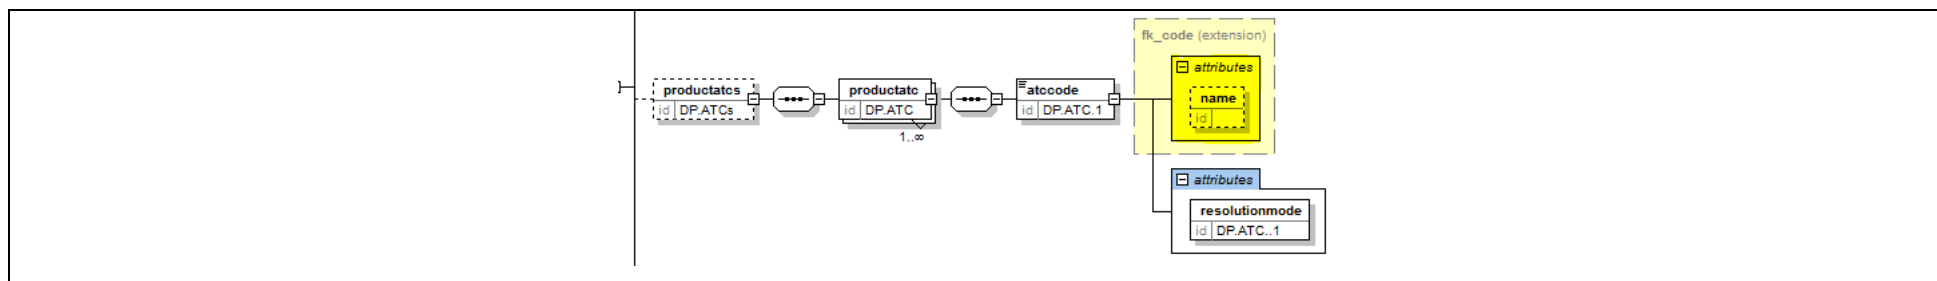 fk_code (extension)
attributes
name
id
productatcs
id DP.ATCs
productatc
id DP.ATC
1..∞
atccode
id DP.ATC.1
attributes
resolutionmode
id DP.ATC..1